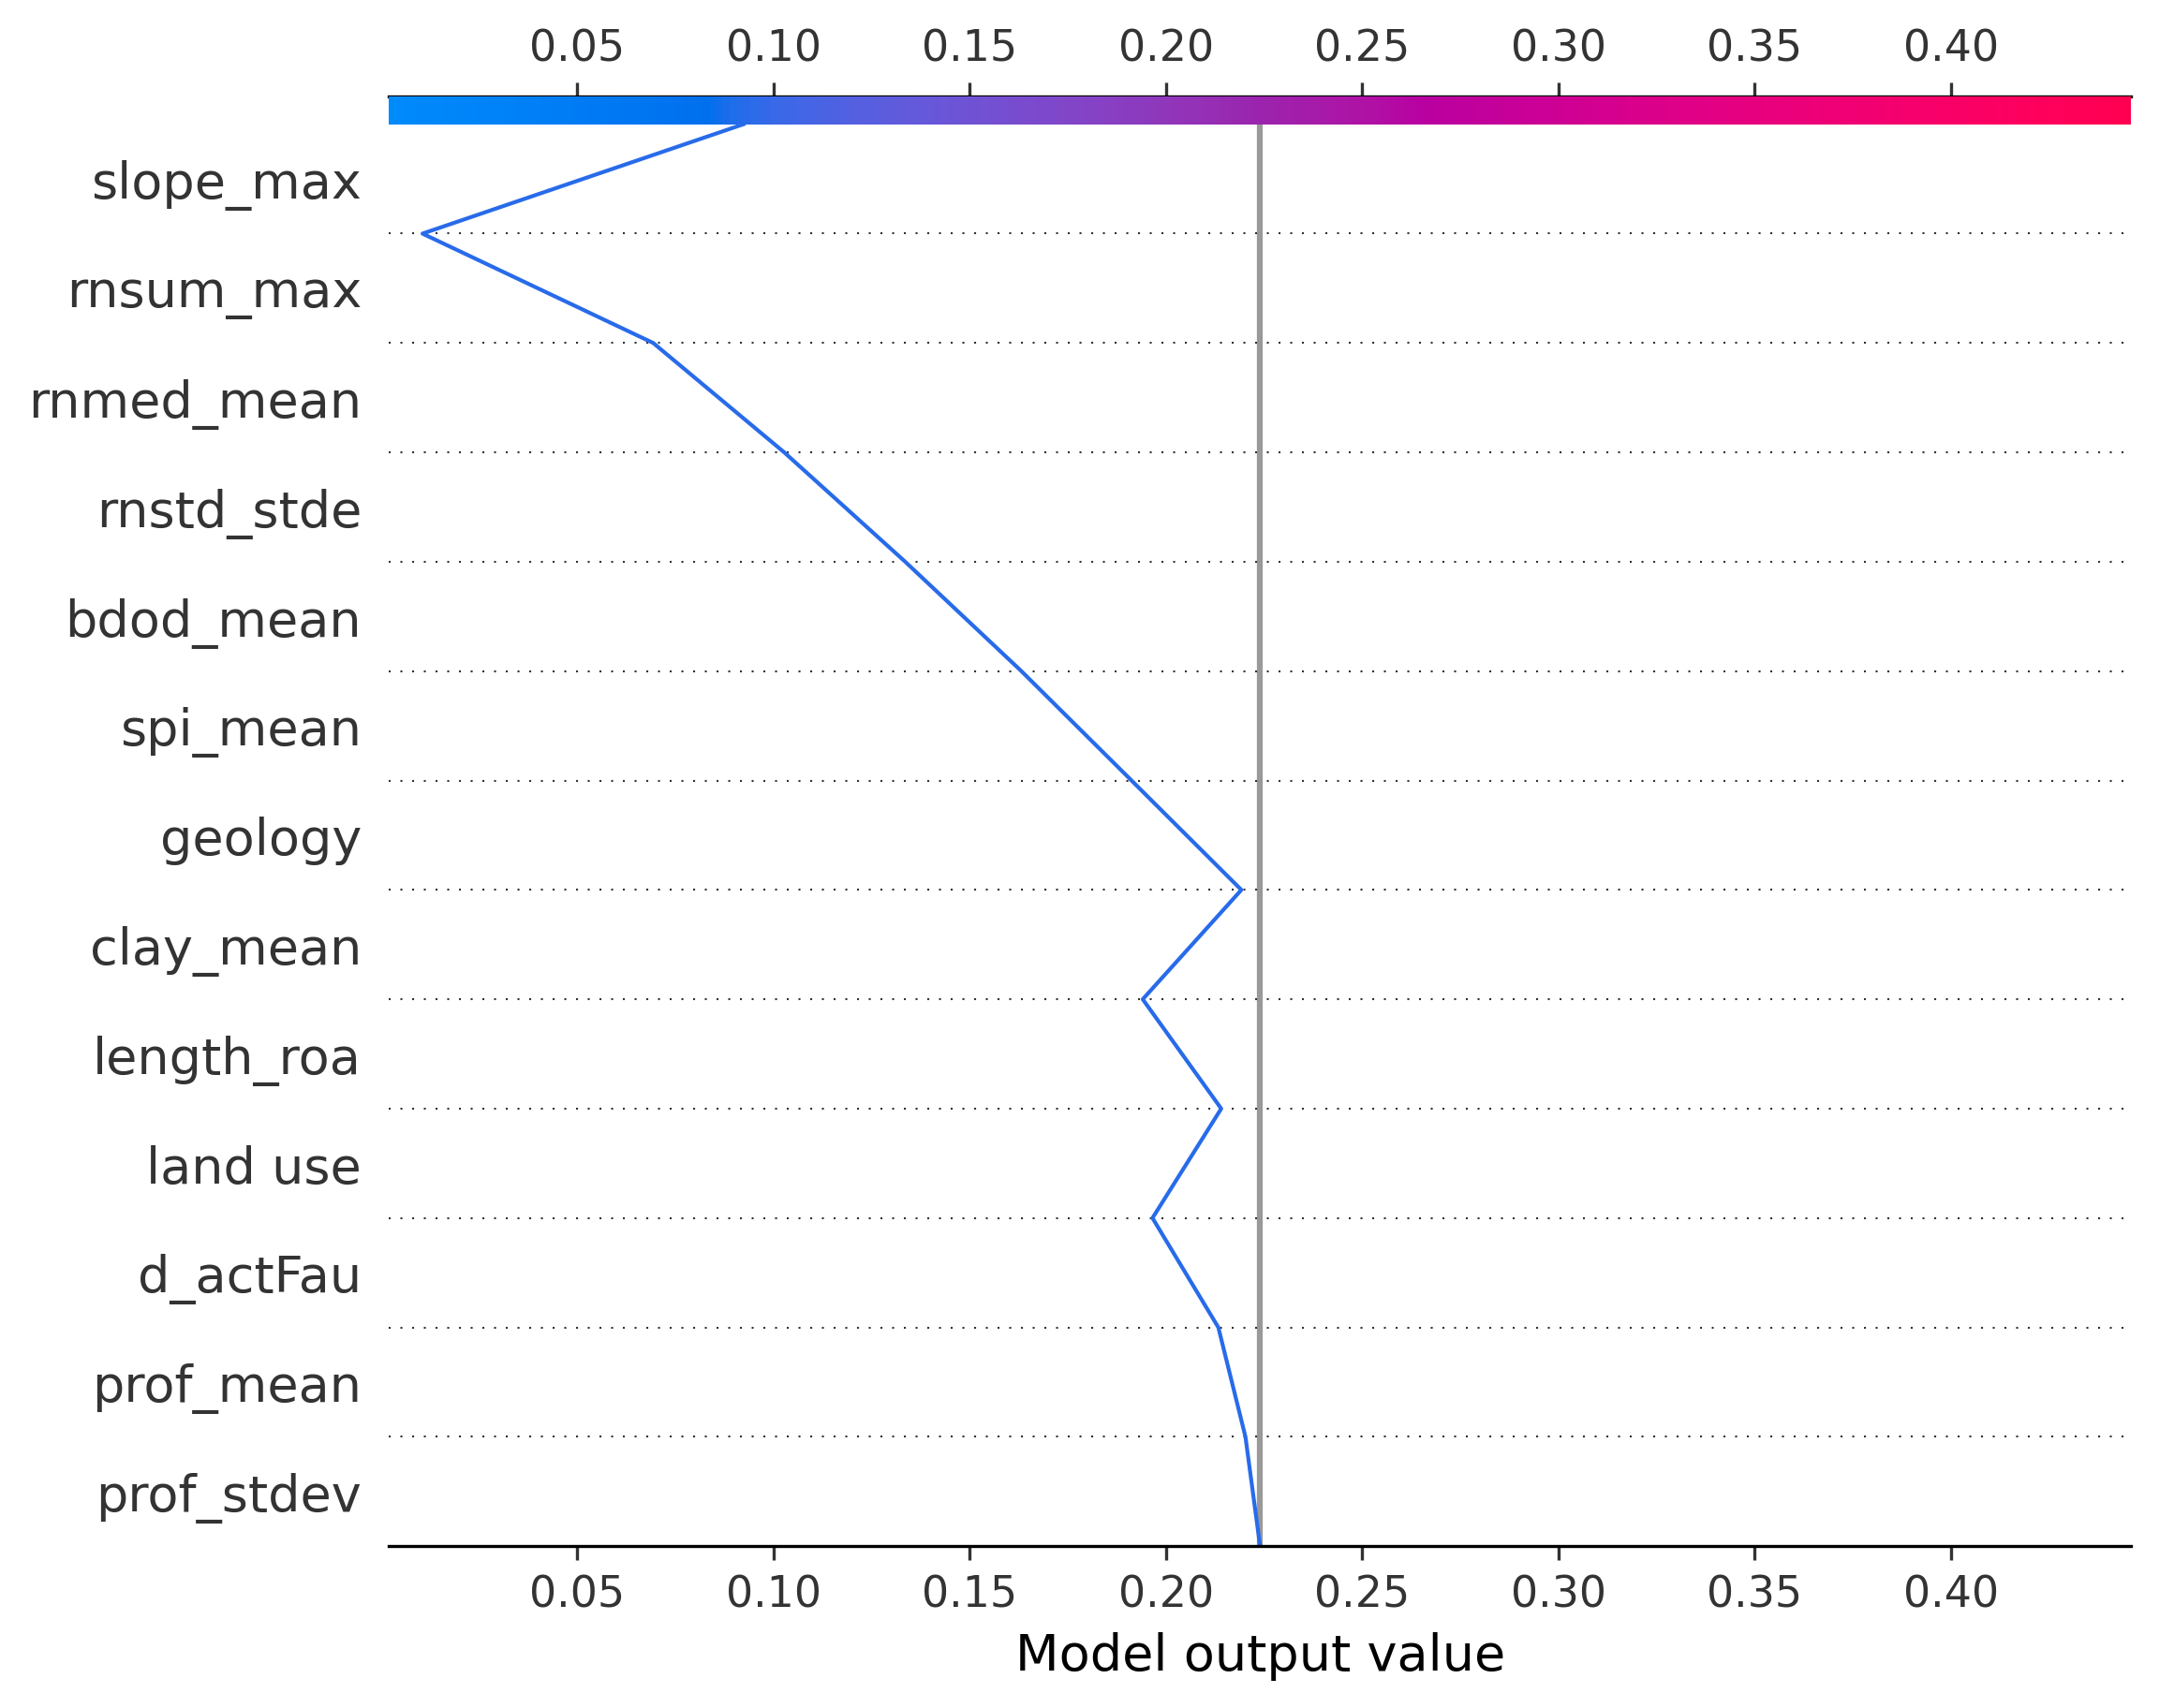 0.05 0.10 0.15 0.20 0.25 0.30 0.35 0.40
slope_max
rnsum_max
rnmed_mean
rnstd_stde
bdod_mean
spi_mean
geology
clay_mean
length_roa
land use
d_actFau
prof_mean
prof_stdev
0.05 0.10 0.15 0.20 0.25 0.30 0.35 0.40
Model output value